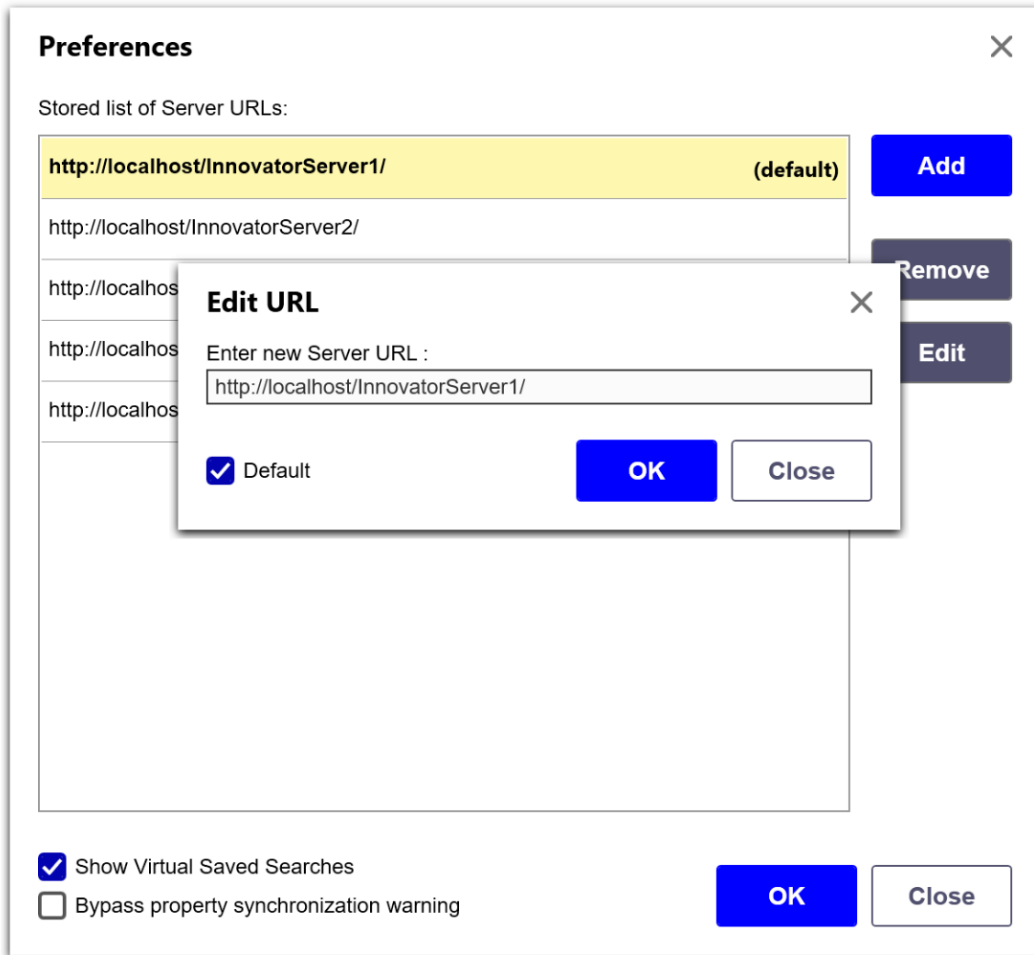 Preferences
Stored list of Server URLs:
http://localhost/InnovatorServer1/ (default)
Add
http://localhost/InnovatorServer2/
Remove
http://localhos
Edit URL
http://localhos
Enter new Server URL :
Edit
http://localhost/InnovatorServer1/
http://localhos
Default
OK
Close
Show Virtual Saved Searches
Bypass property synchronization warning
OK
Close